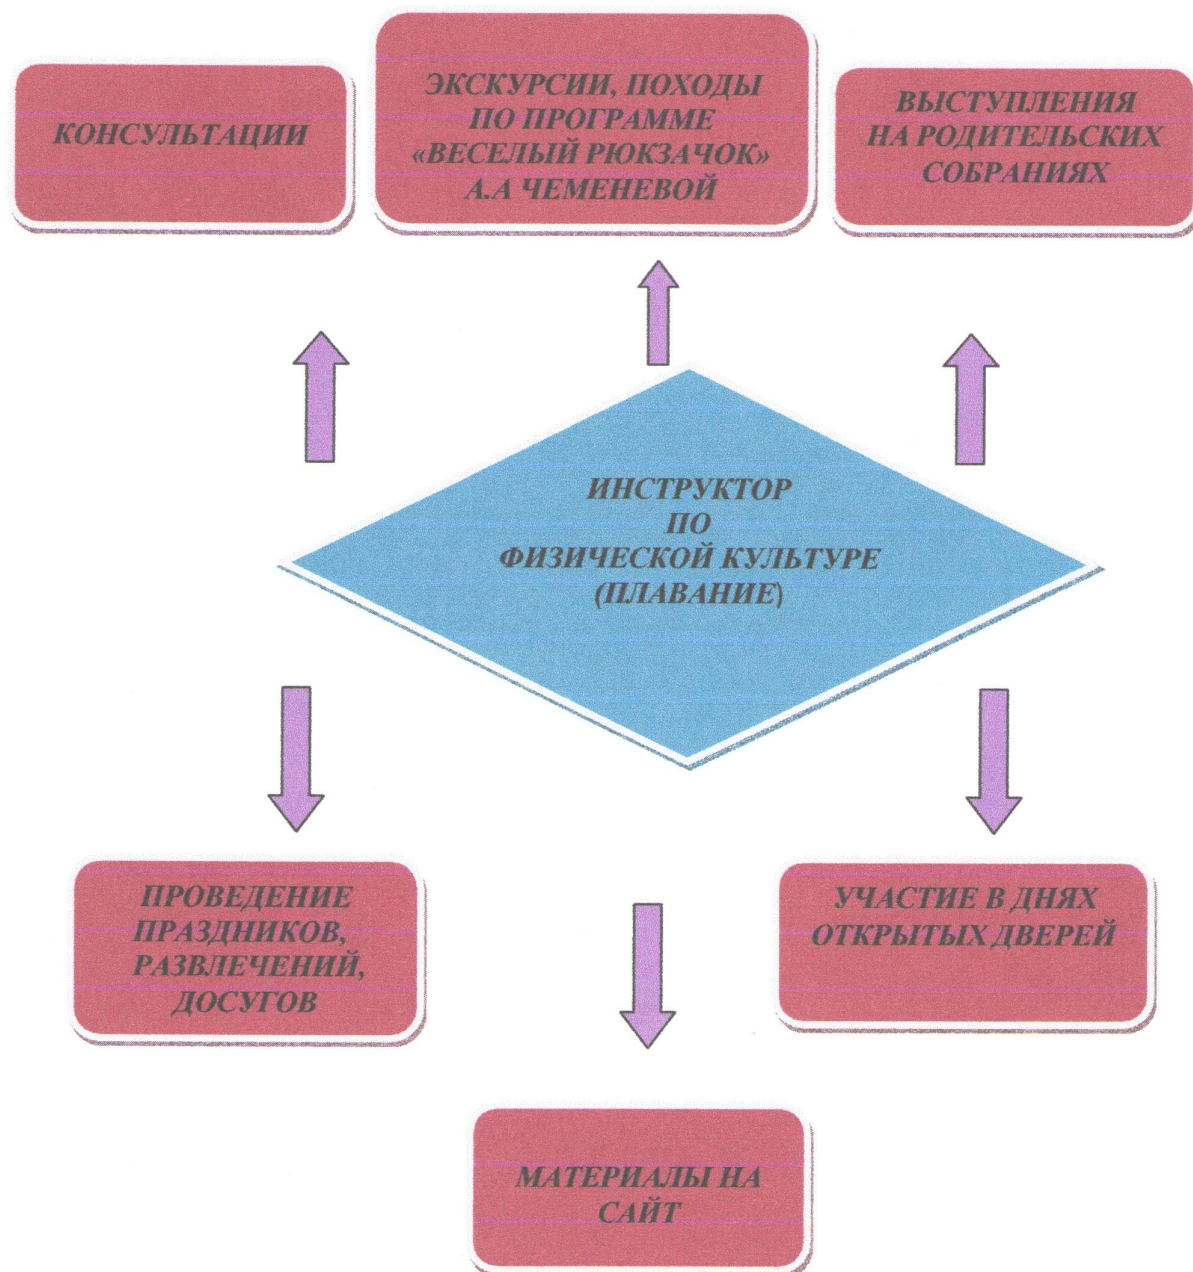 КОНСУЛЬТАЦИИ
ЭКСКУРСИИ, ПОХОДЫ
ПО ПРОГРАММЕ
«ВЕСЕЛЫЙ РЮКЗАЧОК»
А.А ЧЕМЕНЕВОЙ
ВЫСТУПЛЕНИЯ
НА РОДИТЕЛЬСКИХ
СОБРАНИЯХ
ИНСТРУКТОР
ПО
ФИЗИЧЕСКОЙ КУЛЬТУРЕ
(ПЛАВАНИЕ)
ПРОВЕДЕНИЕ
ПРАЗДНИКОВ,
РАЗВЛЕЧЕНИЙ,
ДОСУГОВ
УЧАСТИЕ В ДНЯХ
ОТКРЫТЫХ ДВЕРЕЙ
МАТЕРИАЛЫ НА
САЙТ